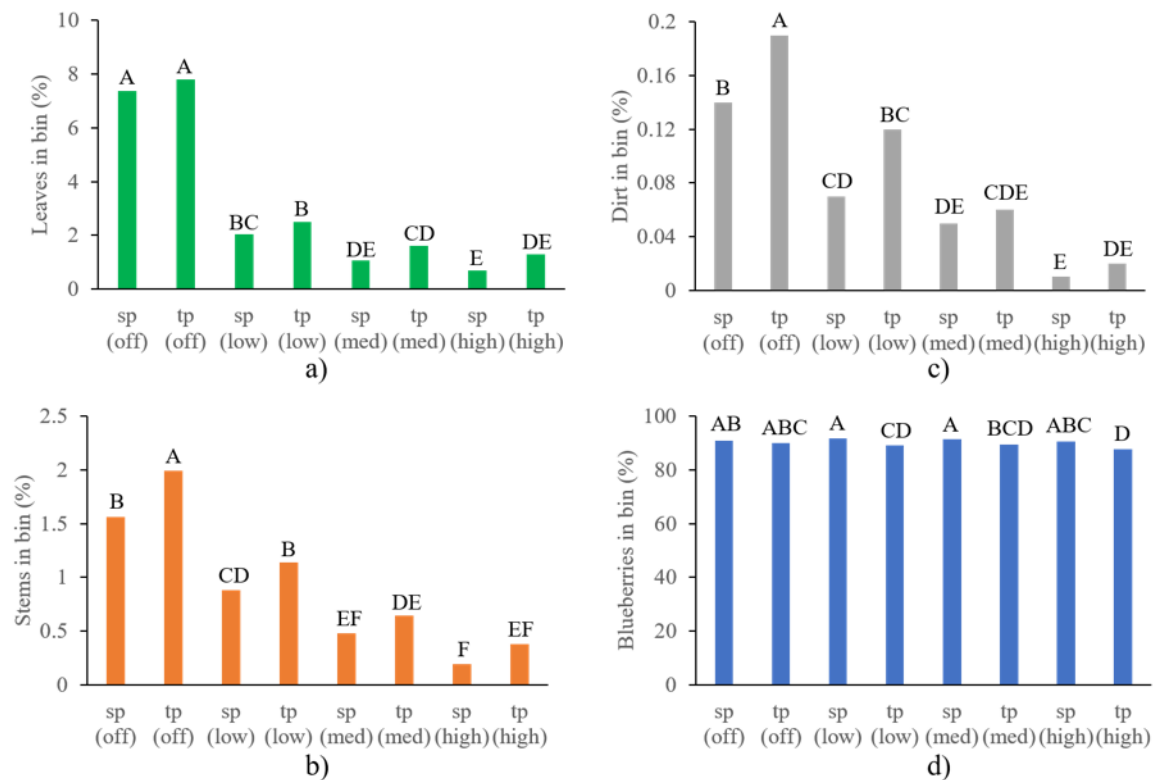 Leaves in bin (%)
10
8
6
4
2
0
A
A
BC
B
DE
CD
E
DE
sp tp sp tp sp tp sp tp
(off) (off) (low) (low) (med) (med) (high) (high)
a)
Dirt in bin (%)
0.2
0.16
0.12
0.08
0.04
0
B
A
CD
BC
DE
CDE
E
DE
sp tp sp tp sp tp sp tp
(off) (off) (low) (low) (med) (med) (high) (high)
c)
Stems in bin (%)
2.5
2
1.5
1
0.5
0
B
A
CD
B
EF
DE
F
EF
sp tp sp tp sp tp sp tp
(off) (off) (low) (low) (med) (med) (high) (high)
b)
Blueberries in bin (%)
100
80
60
40
20
0
AB
ABC
A
CD
A
BCD
ABC
D
sp tp sp tp sp tp sp tp
(off) (off) (low) (low) (med) (med) (high) (high)
d)